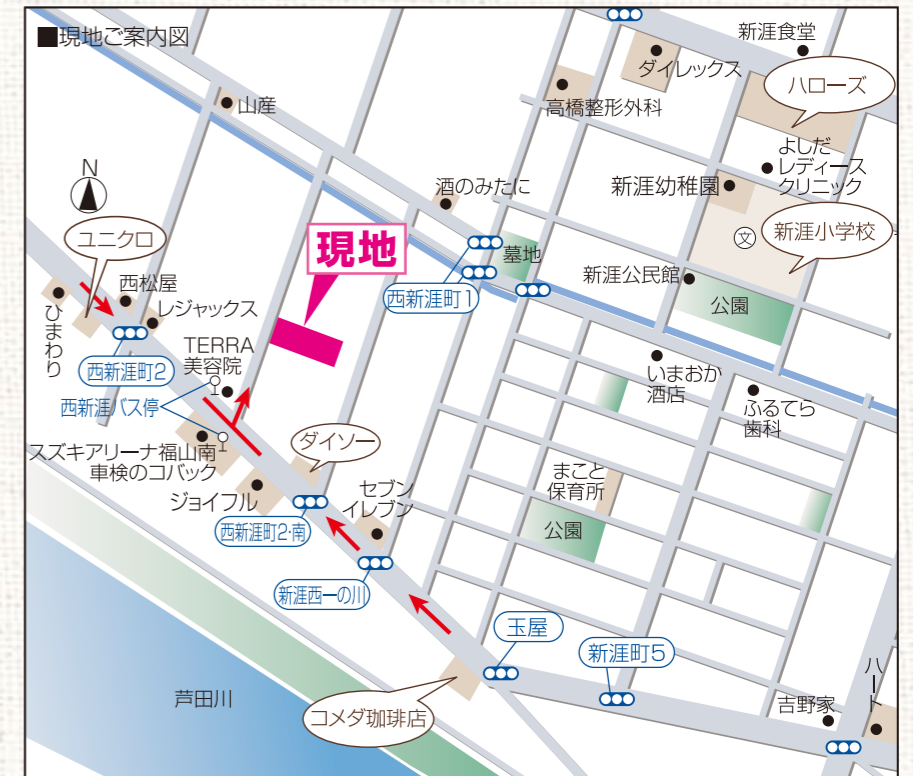 ■現地ご案内図
新涯食堂
ダイレックス
ハローズ
高橋整形外科
山産
よしだ
レディース
クリニック
N
酒のみたに
新涯幼稚園
ユニクロ
現地
文
新涯小学校
墓地
西松屋
新涯公民館
西新涯町1
公園
ひまわり
レジャックス
TERRA
美容院
西新涯町2
いまおか
酒店
西新涯バス停
ふるてら
歯科
ダイソー
スズキアリーナ福山南
車検のコバック
まこと
保育所
ジョイフル
セブン
イレブン
西新涯町2・南
公園
新涯西一の川
玉屋
新涯町5
芦田川
ハート
コメダ珈琲店
吉野家